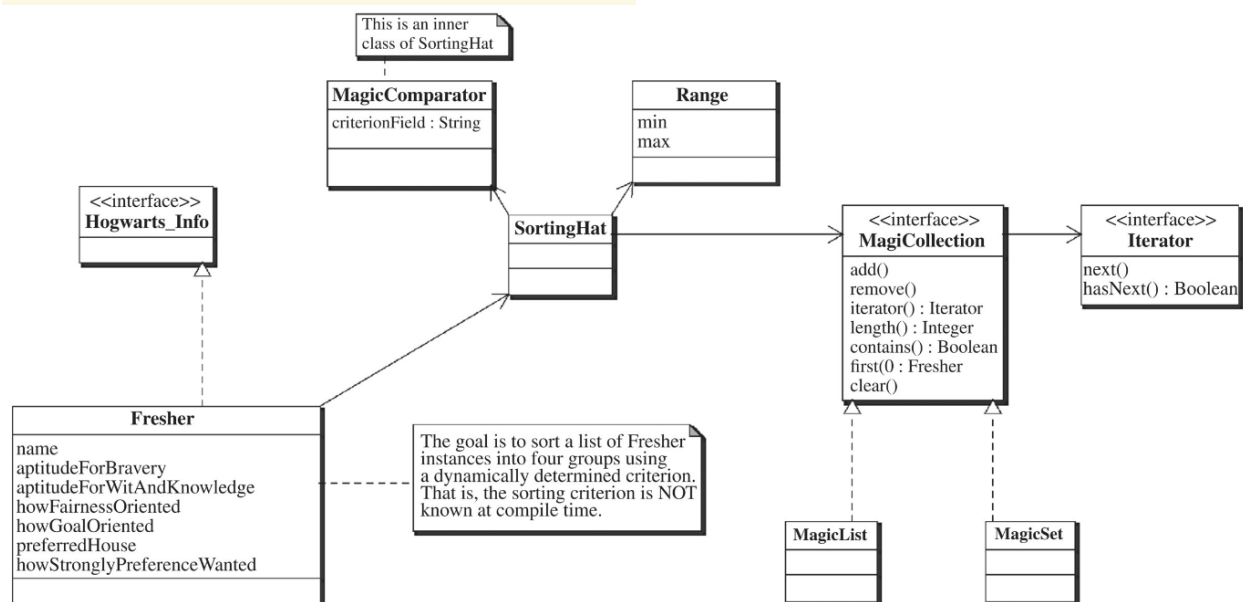 This is an inner
class of SortingHat
MagicComparator
criterionField : String
Range
min
max
<<interface>>
Hogwarts_Info
SortingHat
<<interface>>
MagiCollection
add()
remove()
iterator() : Iterator
length() : Integer
contains() : Boolean
first(0 : Fresher
clear()
<<interface>>
Iterator
next()
hasNext() : Boolean
Fresher
name
aptitudeForBravery
aptitudeForWitAndKnowledge
howFairnessOriented
howGoalOriented
preferredHouse
howStronglyPreferenceWanted
The goal is to sort a list of Fresher
instances into four groups using
a dynamically determined criterion.
That is, the sorting criterion is NOT
known at compile time.
MagicList
MagicSet